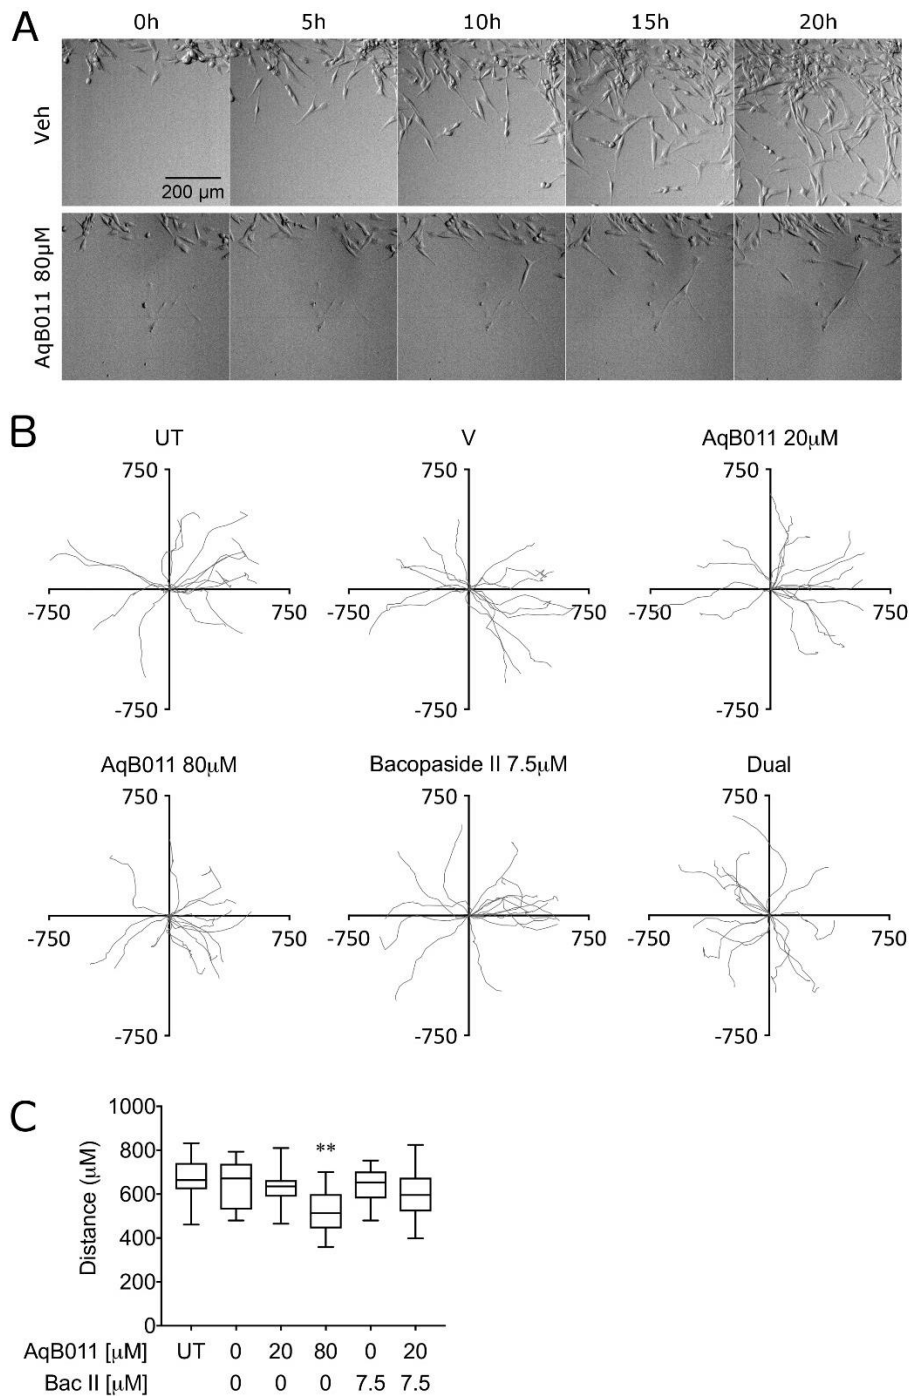 A
0h 5h 10h 15h 20h
Veh
200 µm
AqB011 80µM
B
UT V AqB011 20µM
750 750 750
-750 750 -750 750 -750 750
-750 -750 -750
AqB011 80µM Bacopaside II 7.5µM Dual
750 750 750
-750 750 -750 750 -750 750
-750 -750 -750
C
Distance (µM)
1000
800
600
400
200
0
**
AqB011 [µM] UT 0 20 80 0 20
Bac II [µM] 0 0 0 7.5 7.5